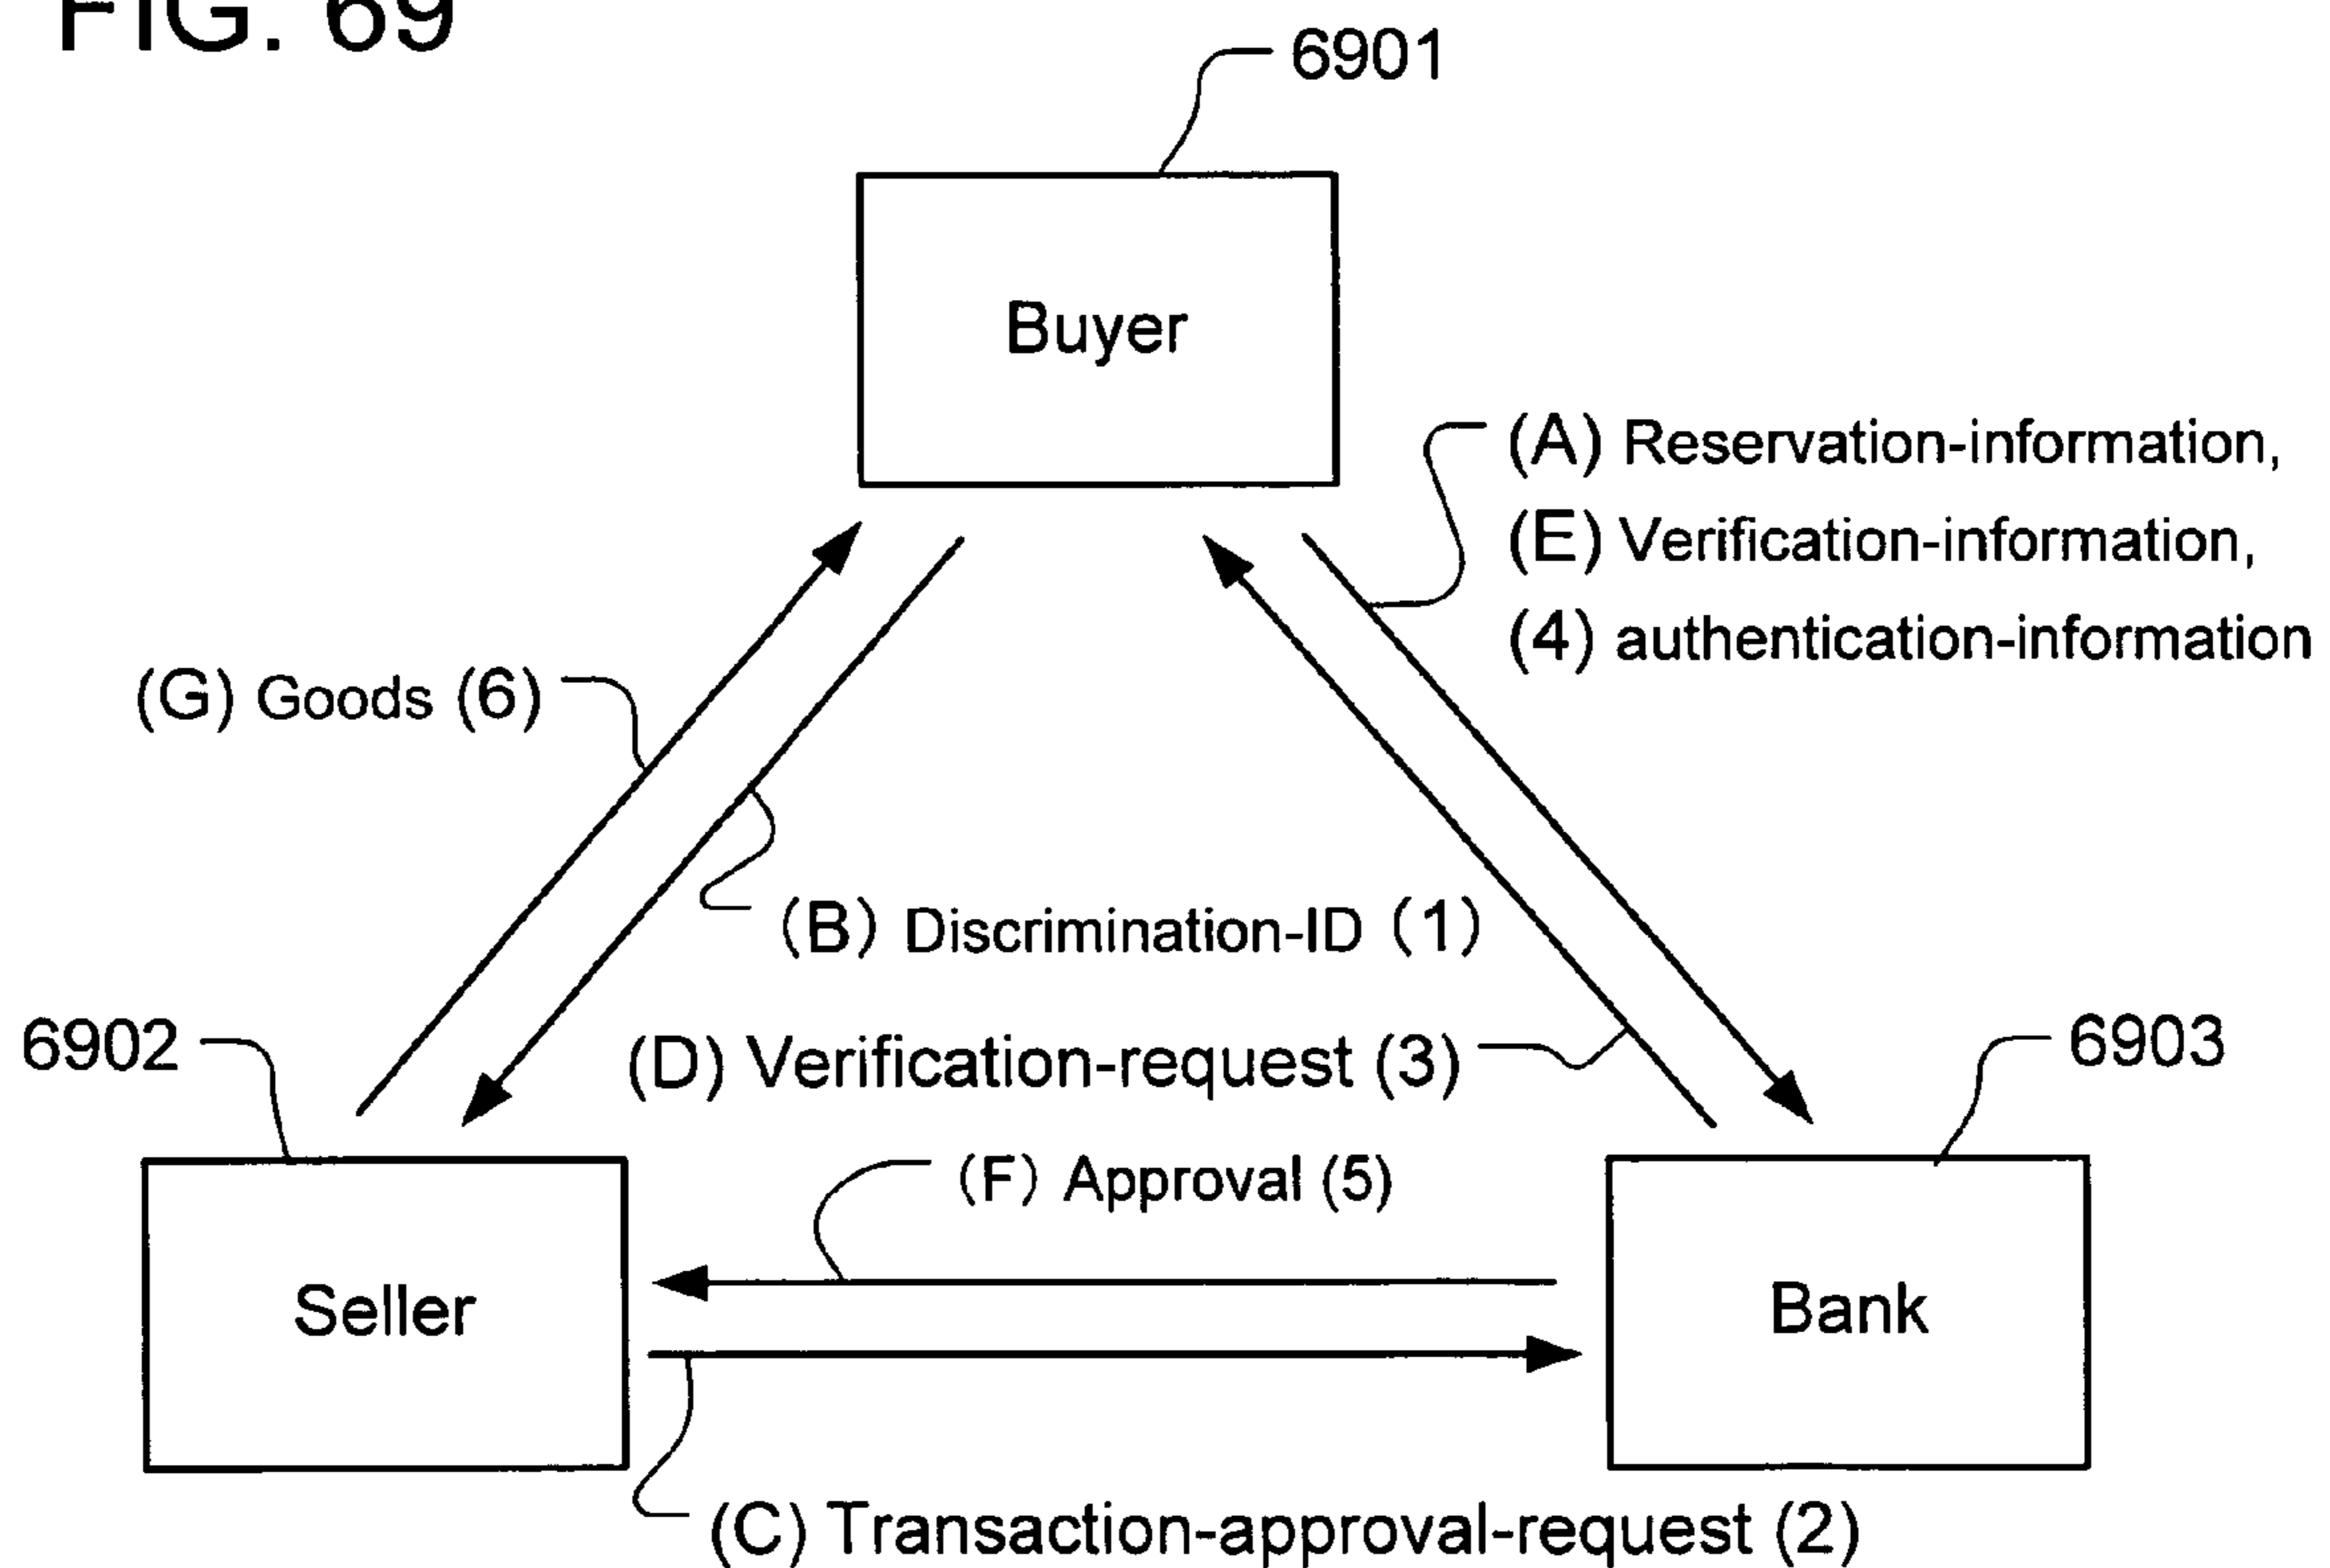 FIG. 69
6901
Buyer
(A) Reservation-information,
(E) Verification-information,
(4) authentication-information
(G) Goods (6)
(B) Discrimination-ID (1)
6902
(D) Verification-request (3)
6903
(F) Approval (5)
Seller
Bank
(C) Transaction-approval-request (2)